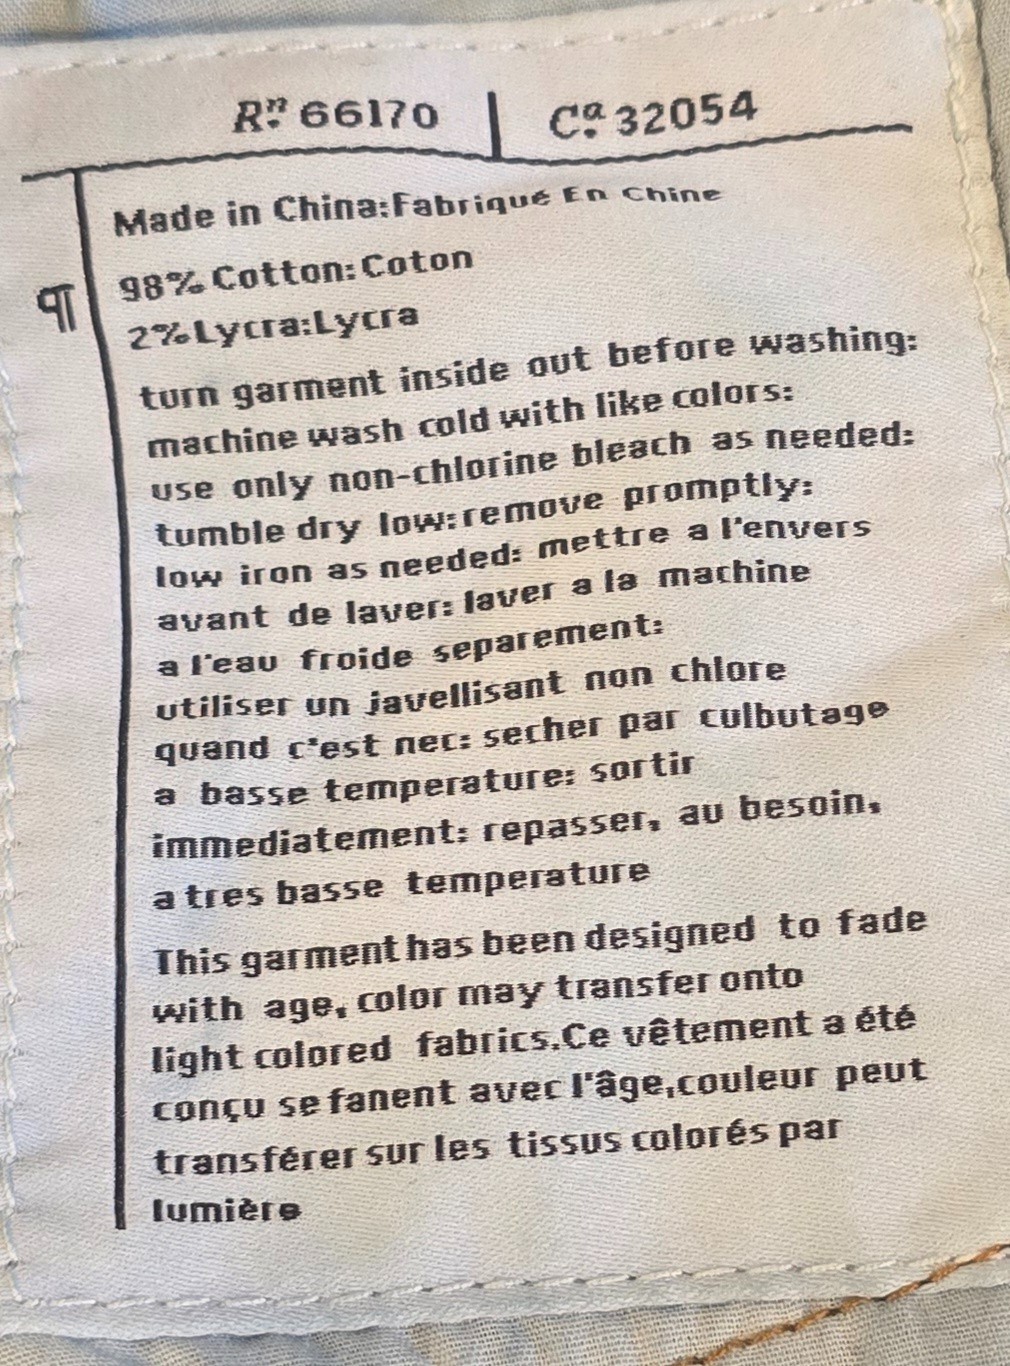 Rⁿ. 66170 | Cª. 32054
Made in China:Fabriqué En Chine
¶
98% Cotton:Coton
2% Lycra:Lycra
turn garment inside out before washing:
machine wash cold with like colors:
use only non-chlorine bleach as needed:
tumble dry low:remove promptly:
low iron as needed: mettre a l'envers
avant de laver: laver a la machine
a l'eau froide separement:
utiliser un javellisant non chlore
quand c'est nec: secher par culbutage
a basse temperature: sortir
immediatement: repasser, au besoin,
a tres basse temperature
This garment has been designed to fade
with age, color may transfer onto
light colored fabrics.Ce vêtement a été
conçu se fanent avec l'âge,couleur peut
transférer sur les tissus colorés par
lumière